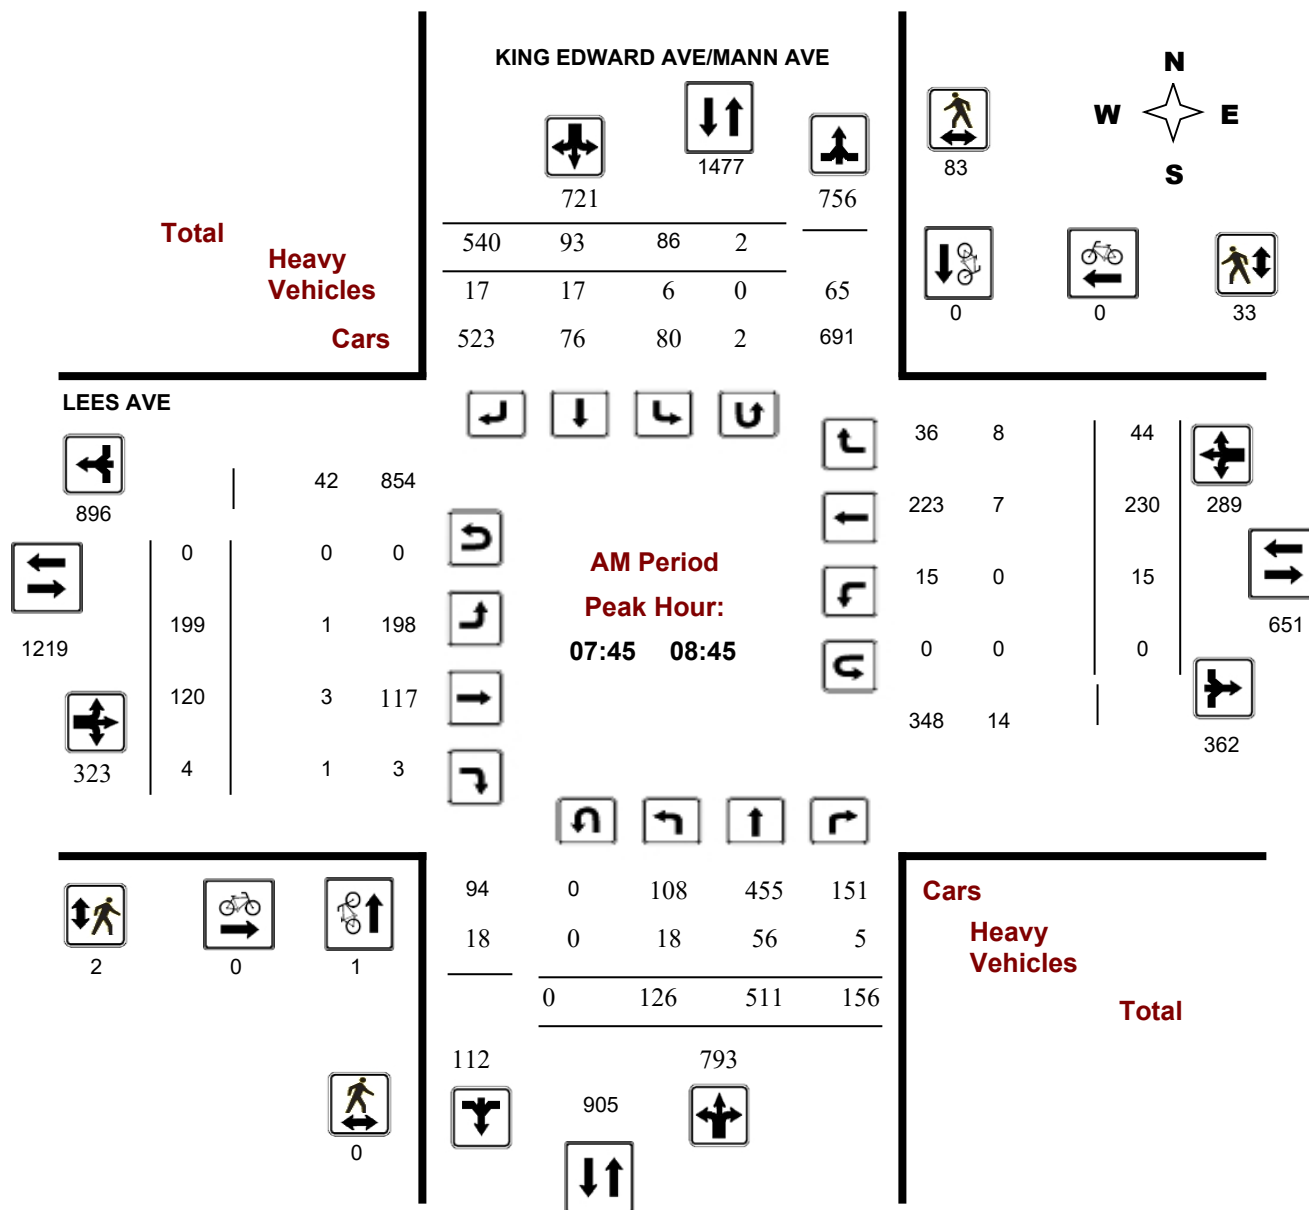 KING EDWARD AVE/MANN AVE
N
W E
S
1477
83
721 756
Total 540 93 86 2
Heavy
Vehicles 17 17 6 0 65
0 0 33
Cars 523 76 80 2 691
LEES AVE
36 8 44
42 854
896
223 7 230 289
0 0 0
AM Period
15 0 15
Peak Hour:
199 1 198
651
1219
07:45 08:45
0 0 0
120 3 117
348 14
362
323 4 1 3
94 0 108 455 151 Cars
18 0 18 56 5 Heavy
Vehicles
2 0 1
0 126 511 156 Total
112 793
905
0